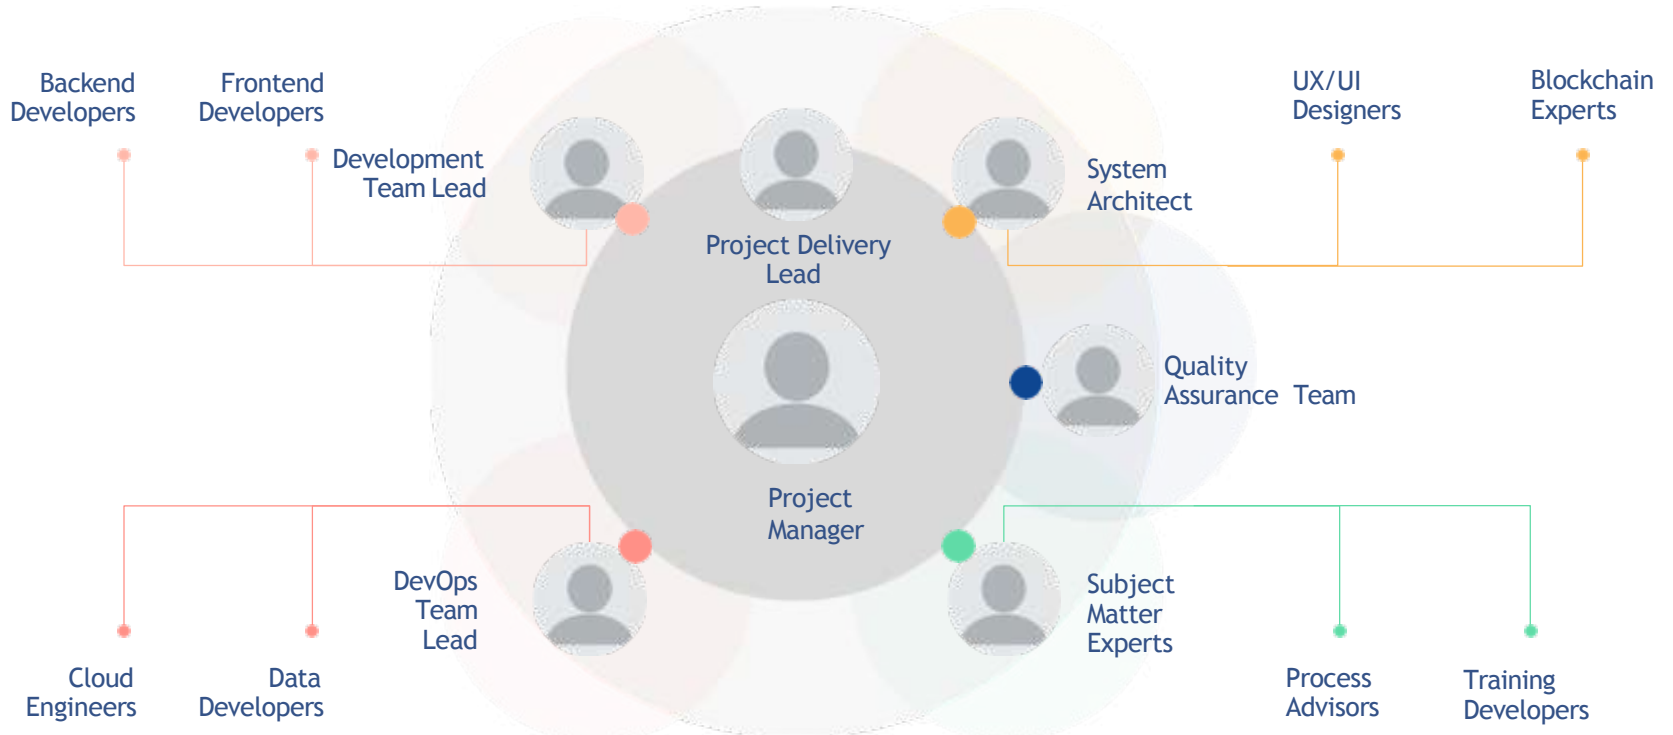 Backend
Developers
Frontend
Developers
Development
Team Lead
Project Delivery
Lead
System
Architect
UX/UI
Designers
Blockchain
Experts
Quality
Assurance Team
Project
Manager
DevOps
Team
Lead
Subject
Matter
Experts
Cloud
Engineers
Data
Developers
Process
Advisors
Training
Developers